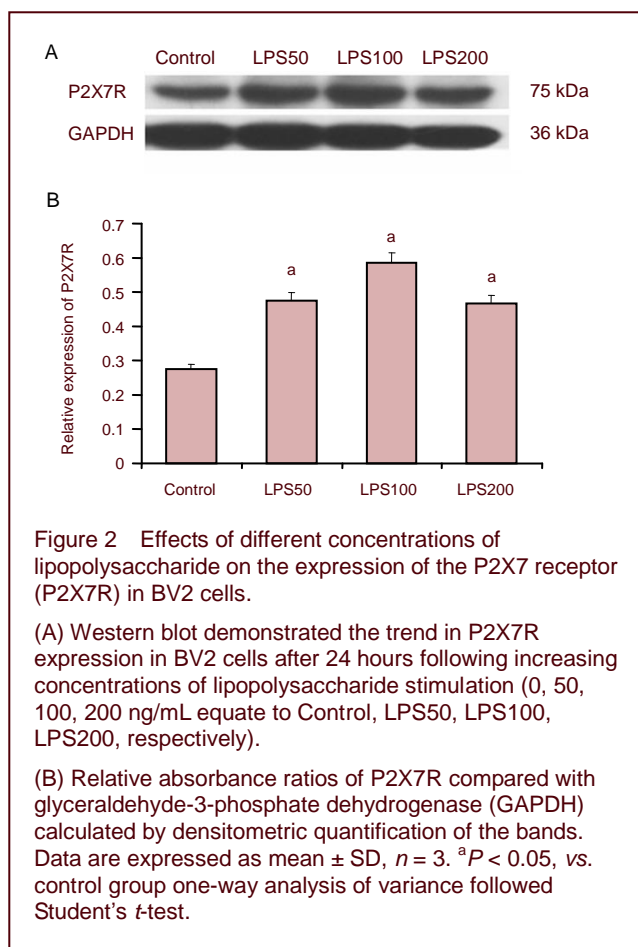 A
Control LPS50 LPS100 LPS200
P2X7R 75 kDa
GAPDH 36 kDa
B
0.7
0.6
0.5
0.4
0.3
0.2
0.1
0
Relative expression of P2X7R
a
a
a
Control LPS50 LPS100 LPS200
Figure 2 Effects of different concentrations of
lipopolysaccharide on the expression of the P2X7 receptor
(P2X7R) in BV2 cells.
(A) Western blot demonstrated the trend in P2X7R
expression in BV2 cells after 24 hours following increasing
concentrations of lipopolysaccharide stimulation (0, 50,
100, 200 ng/mL equate to Control, LPS50, LPS100,
LPS200, respectively).
(B) Relative absorbance ratios of P2X7R compared with
glyceraldehyde-3-phosphate dehydrogenase (GAPDH)
calculated by densitometric quantification of the bands.
Data are expressed as mean ± SD, n = 3. ᵃP < 0.05, vs.
control group one-way analysis of variance followed
Student's t-test.